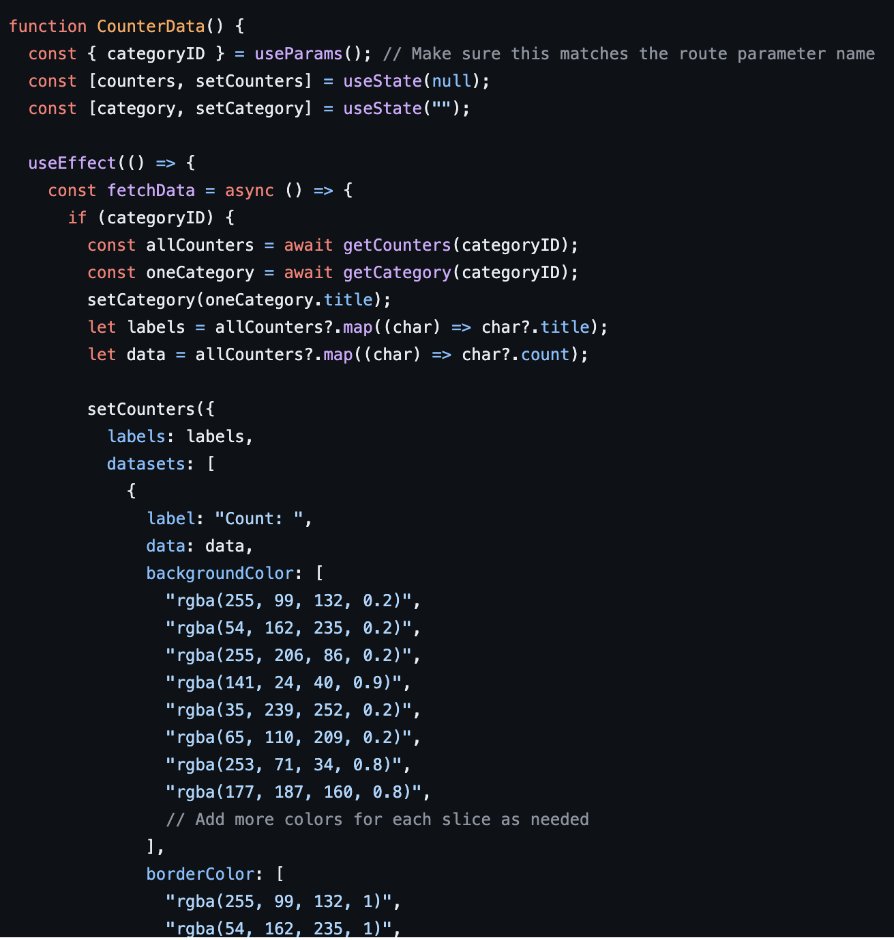 function CounterData() {
  const { categoryID } = useParams(); // Make sure this matches the route parameter name
  const [counters, setCounters] = useState(null);
  const [category, setCategory] = useState("");

  useEffect(() => {
    const fetchData = async () => {
      if (categoryID) {
        const allCounters = await getCounters(categoryID);
        const oneCategory = await getCategory(categoryID);
        setCategory(oneCategory.title);
        let labels = allCounters?.map((char) => char?.title);
        let data = allCounters?.map((char) => char?.count);

        setCounters({
          labels: labels,
          datasets: [
            {
              label: "Count: ",
              data: data,
              backgroundColor: [
                "rgba(255, 99, 132, 0.2)",
                "rgba(54, 162, 235, 0.2)",
                "rgba(255, 206, 86, 0.2)",
                "rgba(141, 24, 40, 0.9)",
                "rgba(35, 239, 252, 0.2)",
                "rgba(65, 110, 209, 0.2)",
                "rgba(253, 71, 34, 0.8)",
                "rgba(177, 187, 160, 0.8)",
                // Add more colors for each slice as needed
              ],
              borderColor: [
                "rgba(255, 99, 132, 1)",
                "rgba(54, 162, 235, 1)",